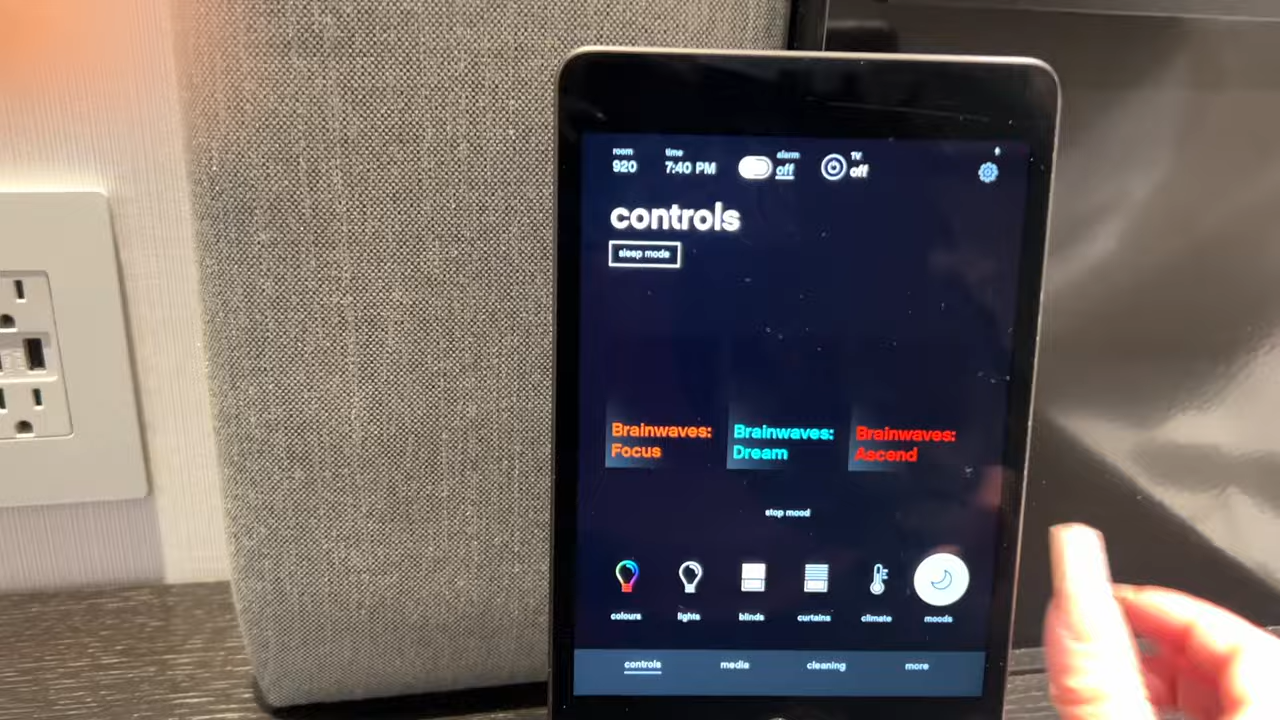 room
920
time
7:40 PM
alarm
off
TV
off
controls
sleep mode
Brainwaves:
Focus
Brainwaves:
Dream
Brainwaves:
Ascend
stop mood
colours
lights
blinds
curtains
climate
moods
controls
media
cleaning
more